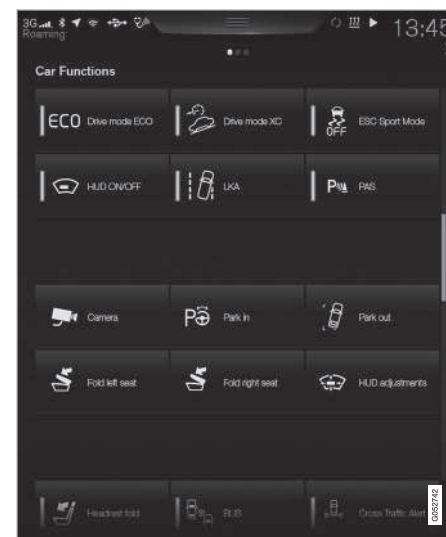 3G 13:45
Roaming
Car Functions
ECO Drive mode ECO Drive mode XC OFF ESC Sport Mode
HUD ON/OFF LKA P PAS
Camera P Park in Park out
Fold left seat Fold right seat HUD adjustments
Headrest fold BLIS Cross Traffic Alert
G052742